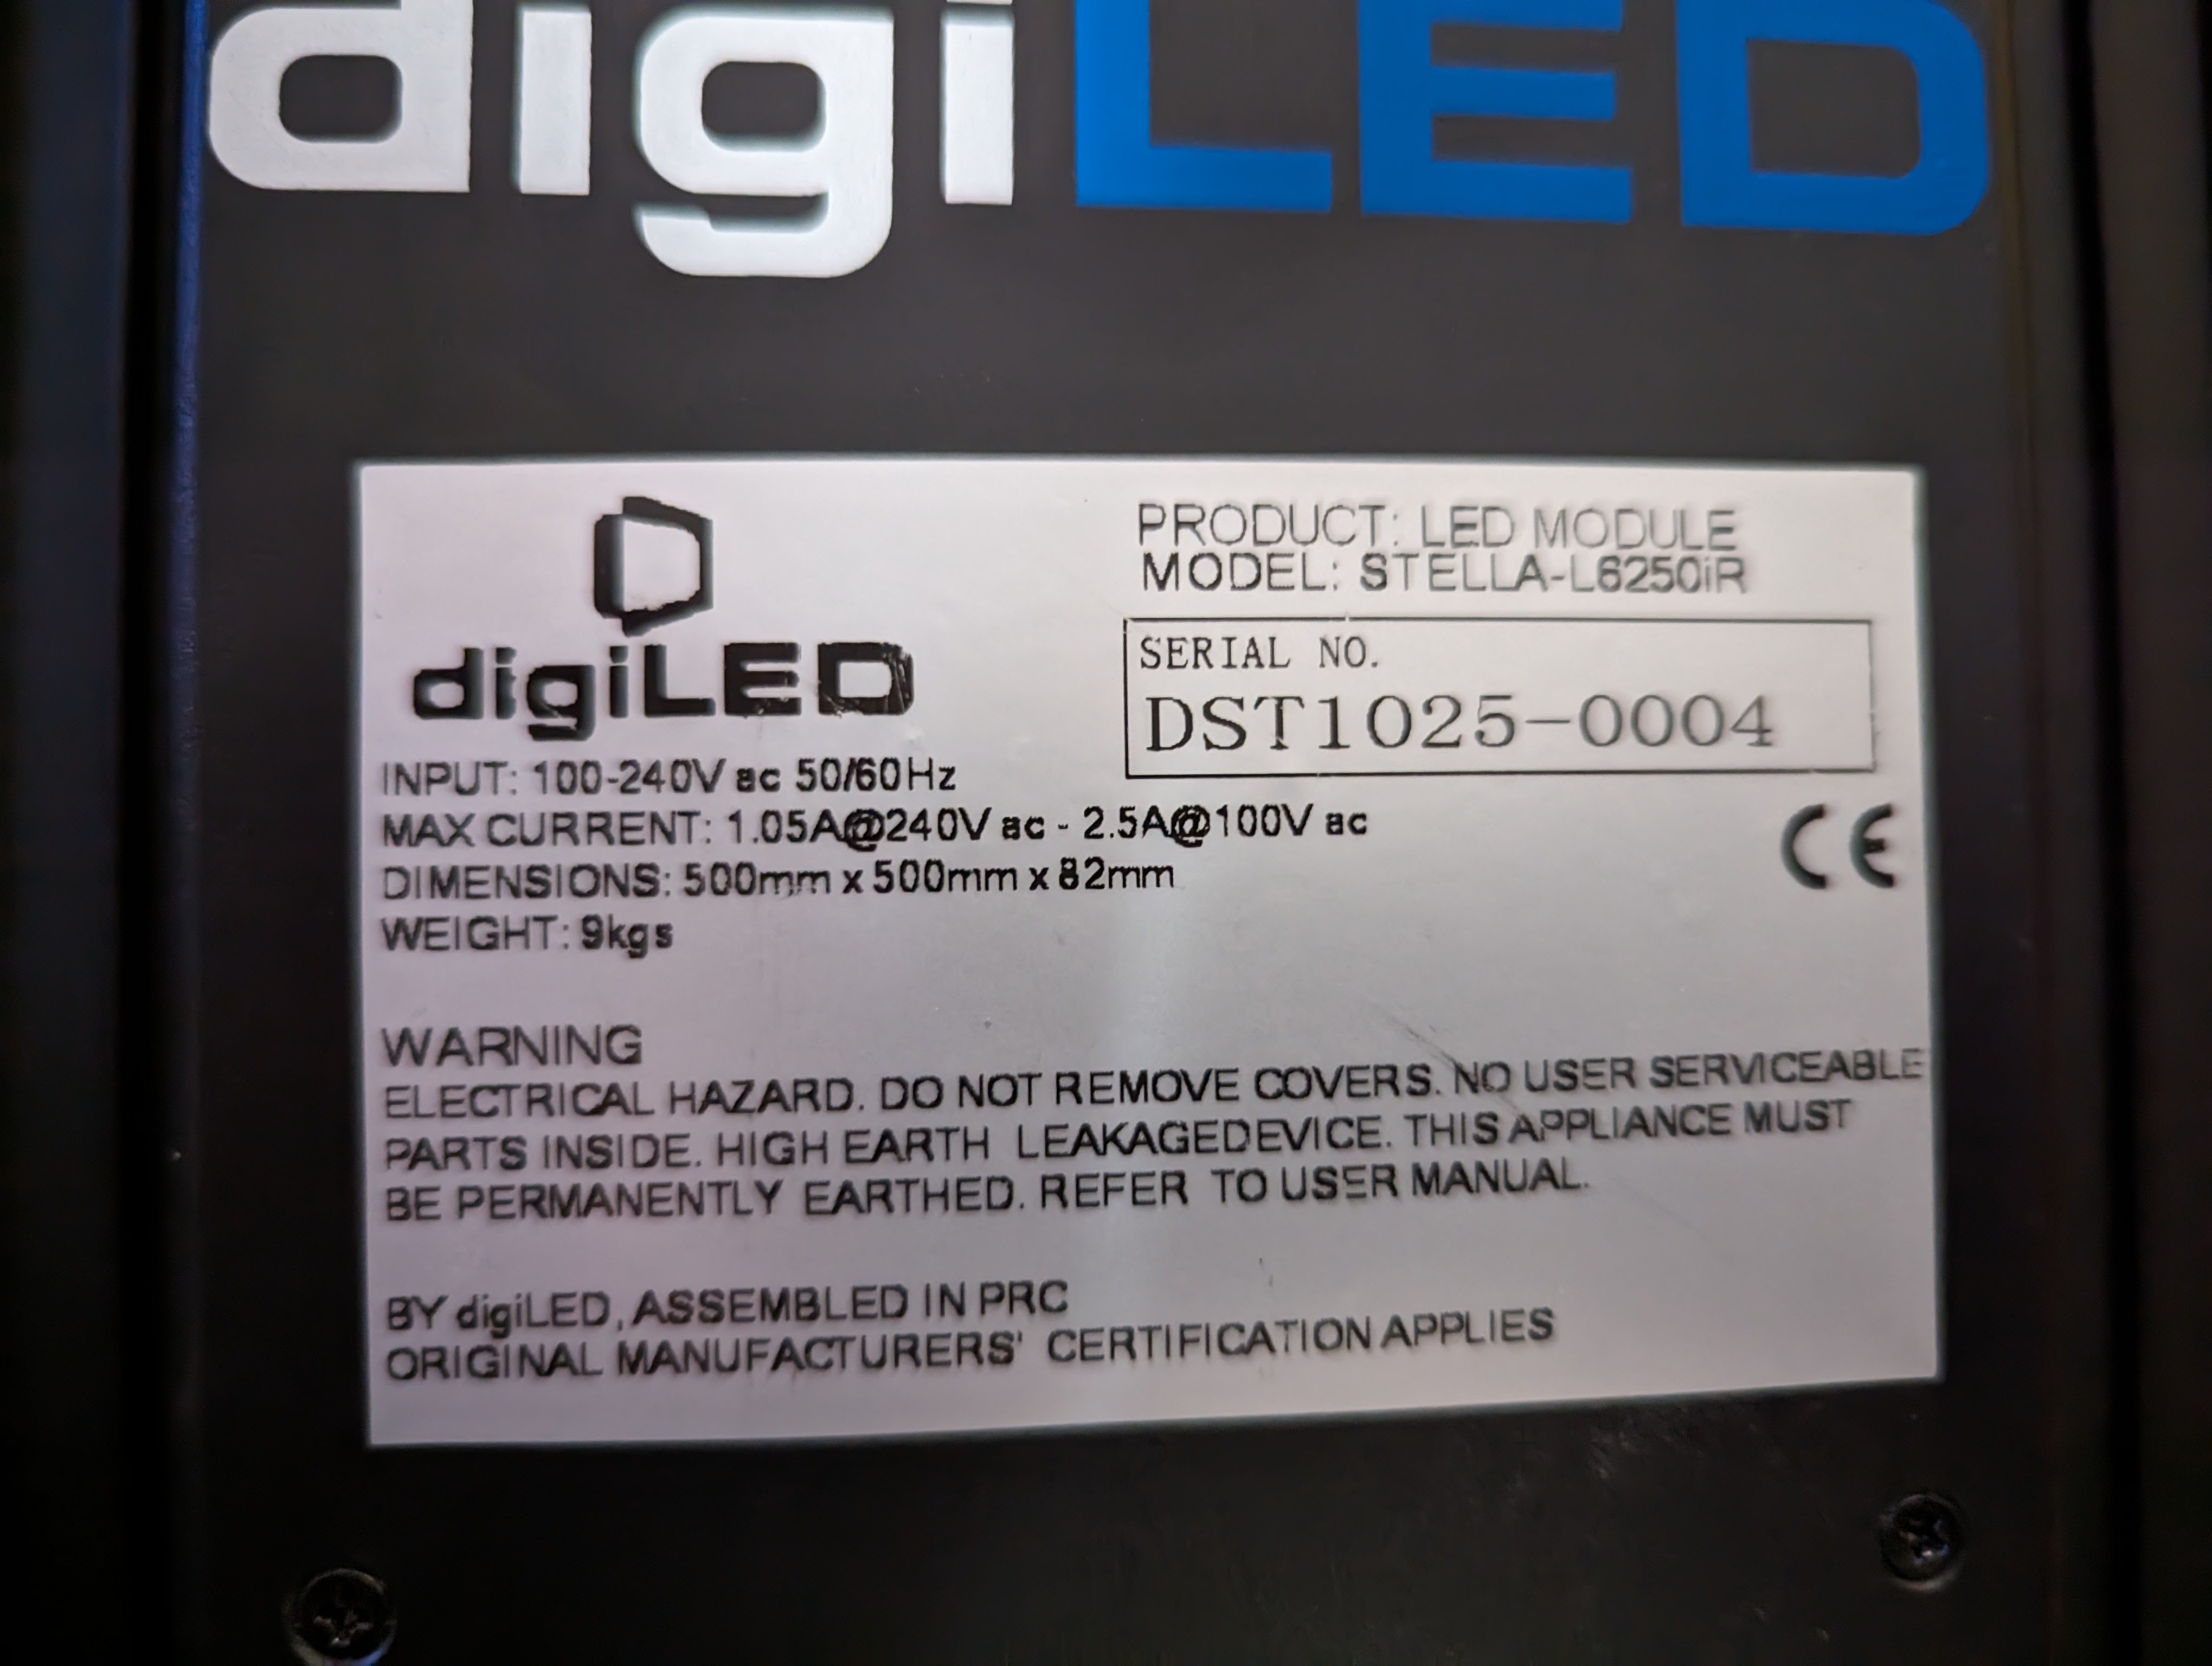 digiLED
digiLED
PRODUCT: LED MODULE
MODEL: STELLA-L6250iR
SERIAL NO.
DST1025-0004
INPUT: 100-240V ac 50/60Hz
MAX CURRENT: 1.05A@240V ac - 2.5A@100V ac
DIMENSIONS: 500mm x 500mm x 82mm
WEIGHT: 9kgs
CE
WARNING
ELECTRICAL HAZARD. DO NOT REMOVE COVERS. NO USER SERVICEABLE
PARTS INSIDE. HIGH EARTH LEAKAGEDEVICE. THIS APPLIANCE MUST
BE PERMANENTLY EARTHED. REFER TO USER MANUAL.
BY digiLED, ASSEMBLED IN PRC
ORIGINAL MANUFACTURERS' CERTIFICATION APPLIES